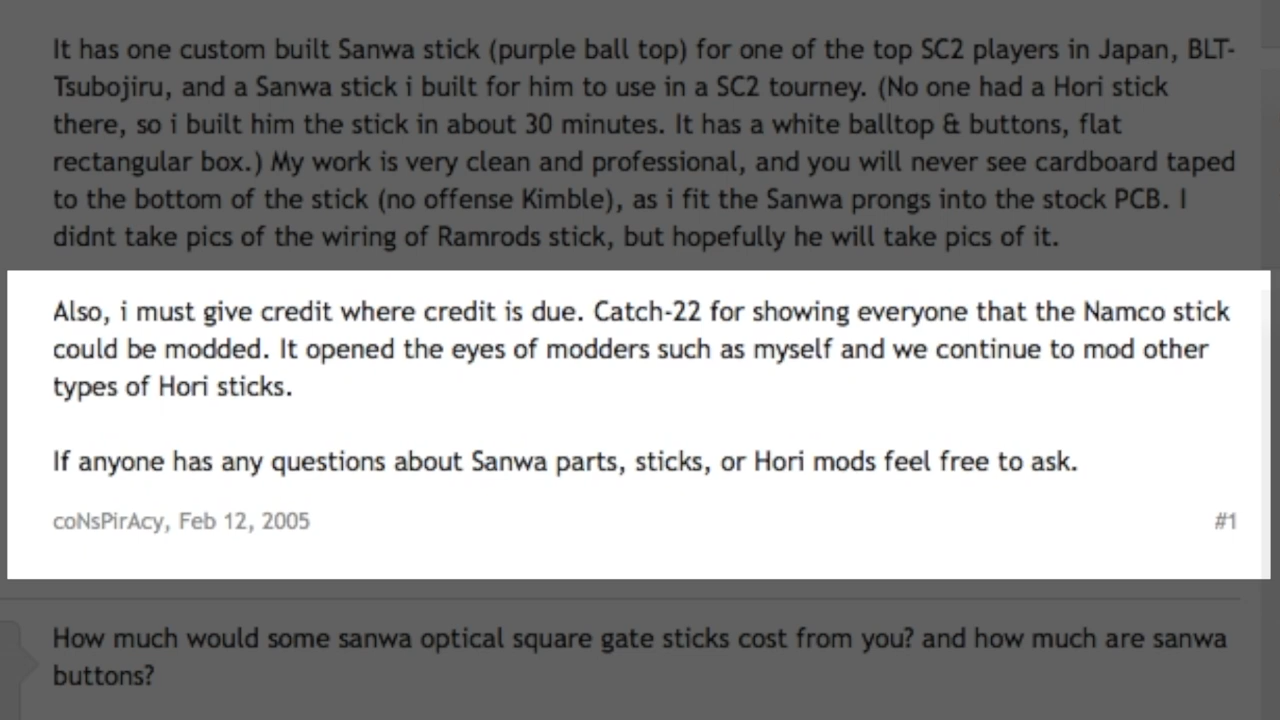 It has one custom built Sanwa stick (purple ball top) for one of the top SC2 players in Japan, BLT-
Tsubojiru, and a Sanwa stick i built for him to use in a SC2 tourney. (No one had a Hori stick
there, so i built him the stick in about 30 minutes. It has a white balltop & buttons, flat
rectangular box.) My work is very clean and professional, and you will never see cardboard taped
to the bottom of the stick (no offense Kimble), as i fit the Sanwa prongs into the stock PCB. I
didnt take pics of the wiring of Ramrods stick, but hopefully he will take pics of it.
Also, i must give credit where credit is due. Catch-22 for showing everyone that the Namco stick
could be modded. It opened the eyes of modders such as myself and we continue to mod other
types of Hori sticks.
If anyone has any questions about Sanwa parts, sticks, or Hori mods feel free to ask.
coNsPirAcy, Feb 12, 2005
#1
How much would some sanwa optical square gate sticks cost from you? and how much are sanwa
buttons?